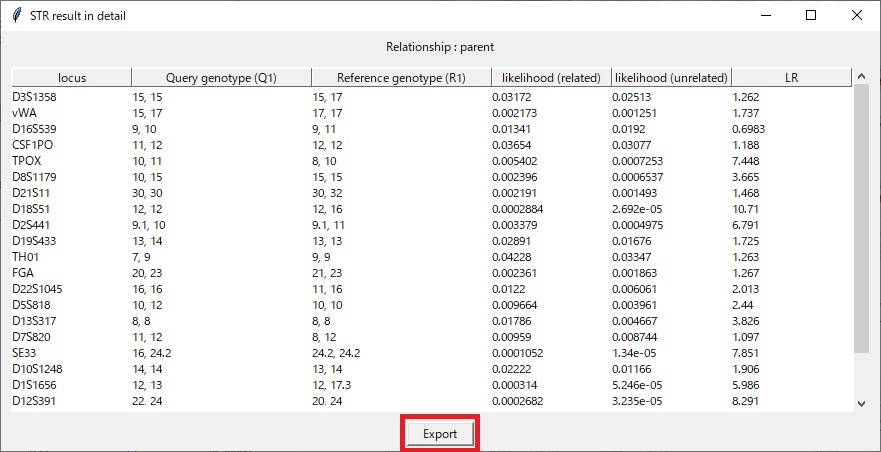 STR result in detail
Relationship : parent
locus Query genotype (Q1) Reference genotype (R1) likelihood (related) likelihood (unrelated) LR
D3S1358 15, 15 15, 17 0.03172 0.02513 1.262
vWA 15, 17 17, 17 0.002173 0.001251 1.737
D16S539 9, 10 9, 11 0.01341 0.0192 0.6983
CSF1PO 11, 12 12, 12 0.03654 0.03077 1.188
TPOX 10, 11 8, 10 0.005402 0.0007253 7.448
D8S1179 10, 15 15, 15 0.002396 0.0006537 3.665
D21S11 30, 30 30, 32 0.002191 0.001493 1.468
D18S51 12, 12 12, 16 0.0002884 2.692e-05 10.71
D2S441 9.1, 10 9.1, 11 0.003379 0.0004975 6.791
D19S433 13, 14 13, 13 0.02891 0.01676 1.725
TH01 7, 9 9, 9 0.04228 0.03347 1.263
FGA 20, 23 21, 23 0.002361 0.001863 1.267
D22S1045 16, 16 11, 16 0.0122 0.006061 2.013
D5S818 10, 12 10, 10 0.009664 0.003961 2.44
D13S317 8, 8 8, 8 0.01786 0.004667 3.826
D7S820 11, 12 8, 12 0.00959 0.008744 1.097
SE33 16, 24.2 24.2, 24.2 0.0001052 1.34e-05 7.851
D10S1248 14, 14 13, 14 0.02222 0.01166 1.906
D1S1656 12, 13 12, 17.3 0.000314 5.246e-05 5.986
D12S391 22, 24 20, 24 0.0002682 3.235e-05 8.291
Export